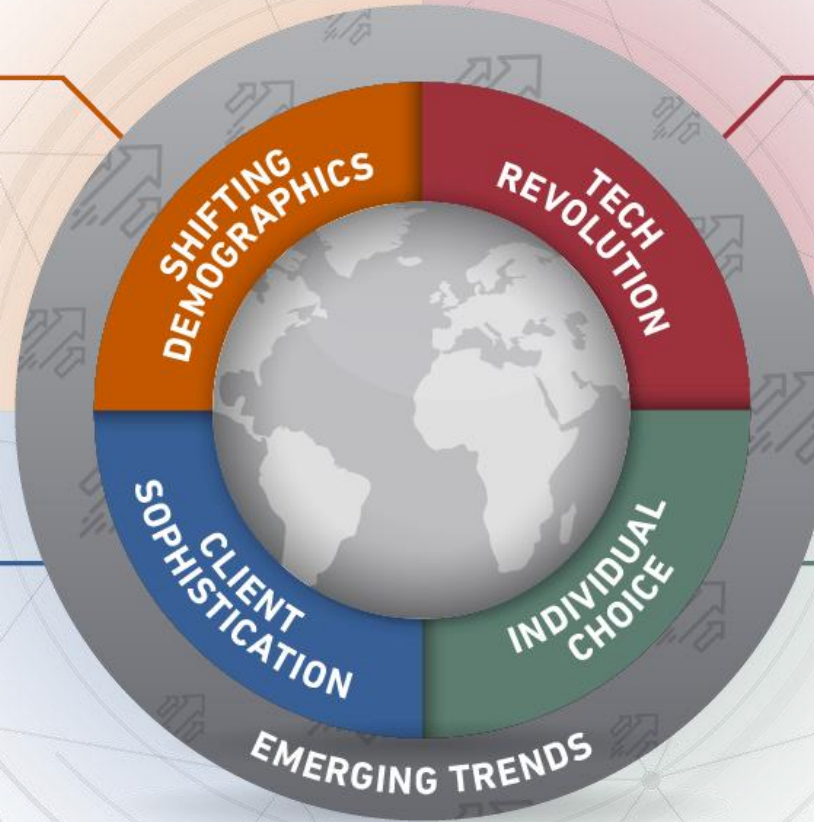 SHIFTING
DEMOGRAPHICS
TECH
REVOLUTION
CLIENT
SOPHISTICATION
INDIVIDUAL
CHOICE
EMERGING TRENDS